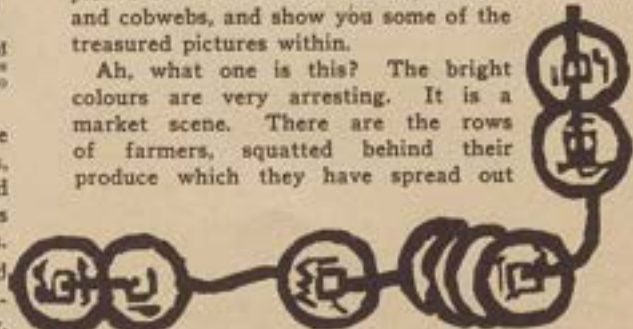 and cobwebs, and show you some of the
treasured pictures within.
Ah, what one is this? The bright
colours are very arresting. It is a
market scene. There are the rows
of farmers, squatted behind their
produce which they have spread out